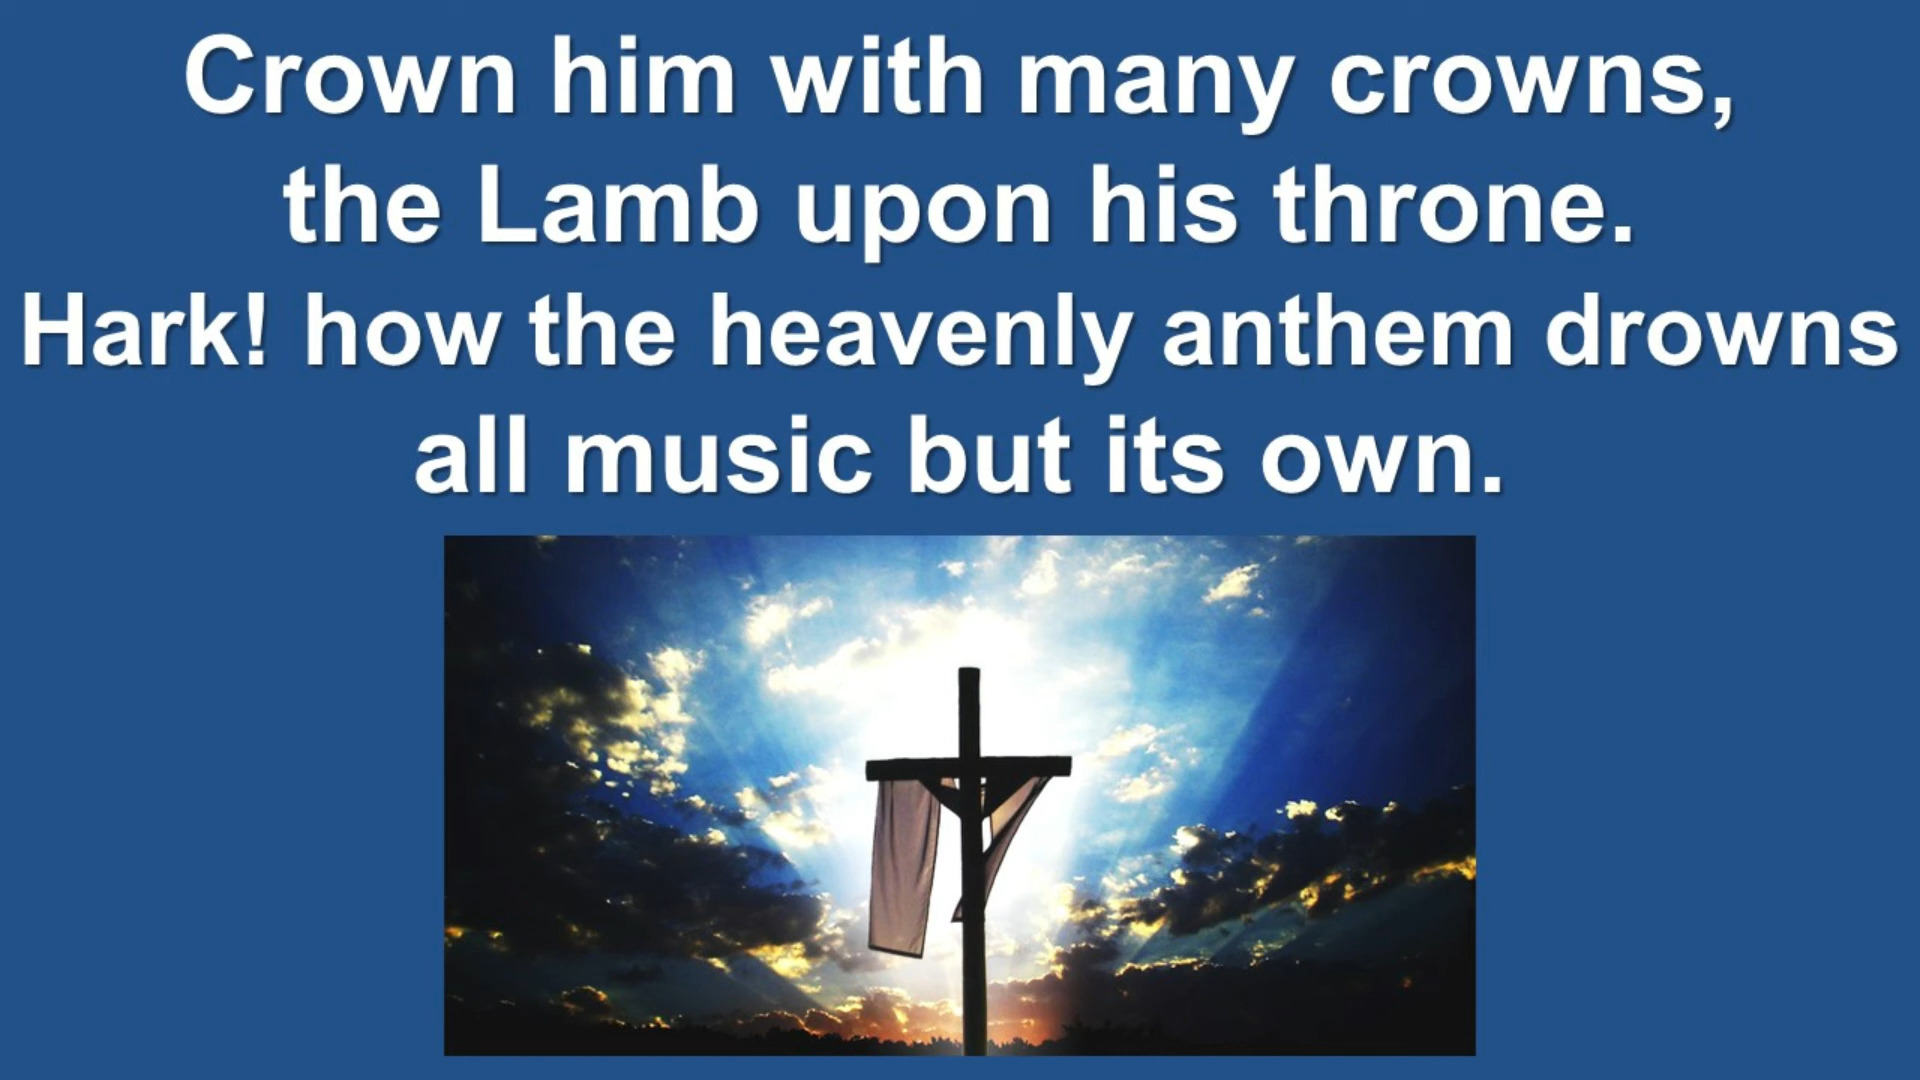 Crown him with many crowns,
the Lamb upon his throne.
Hark! how the heavenly anthem drowns
all music but its own.